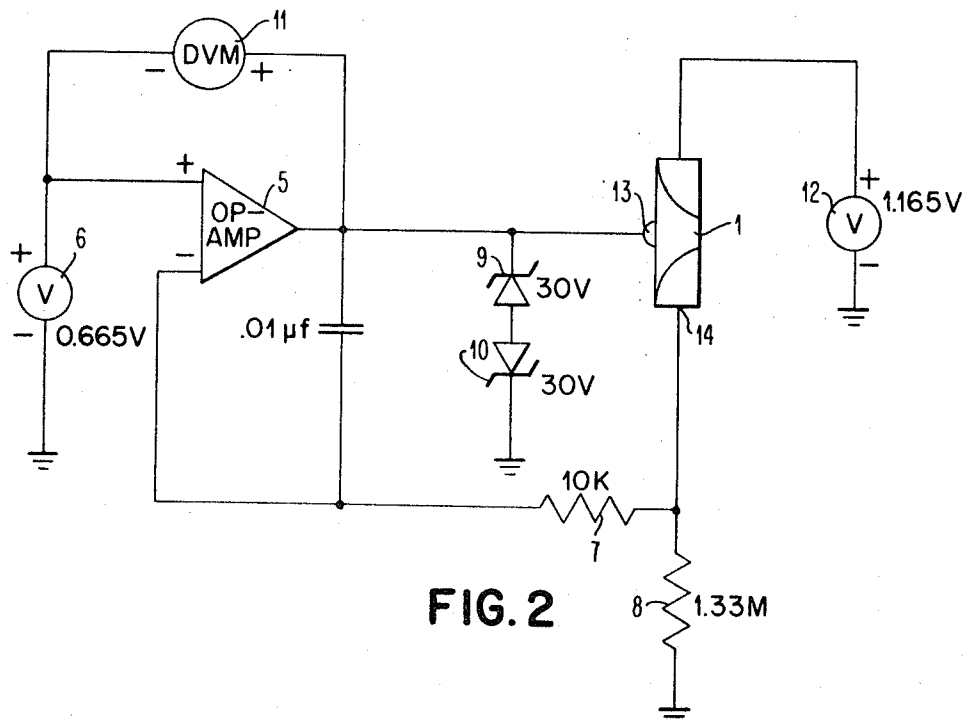 11
DVM
− +
+
5
OP-
AMP
−
6
+
V
−
0.665V
.01 µf
9
30V
10
30V
13
1
14
12
+
V
−
1.165V
10K
7
8
1.33M
FIG. 2